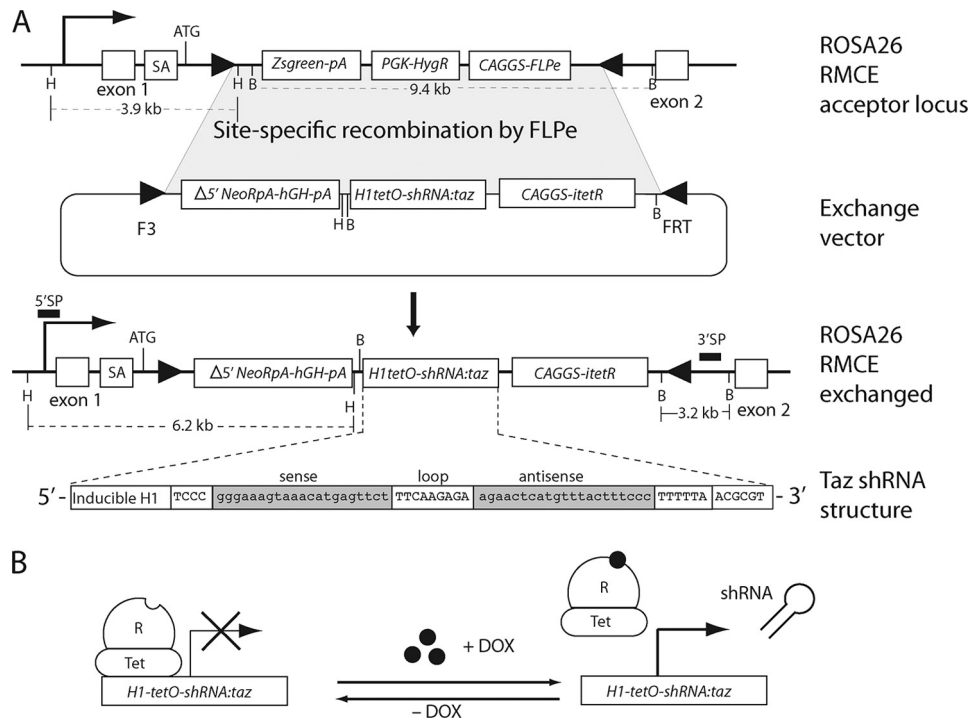 A
ATG
SA
Zsgreen-pA
PGK-HygR
CAGGS-FLPe
ROSA26
RMCE
acceptor locus
H
exon 1
H
B
9.4 kb
B
exon 2
3.9 kb
Site-specific recombination by FLPe
Δ5′ NeoRpA-hGH-pA
H1tetO-shRNA:taz
CAGGS-itetR
F3
H
B
B
FRT
Exchange
vector
5′SP
ATG
B
3′SP
ROSA26
RMCE
exchanged
SA
Δ5′ NeoRpA-hGH-pA
H1tetO-shRNA:taz
CAGGS-itetR
H
exon 1
H
B
B
exon 2
6.2 kb
3.2 kb
sense
loop
antisense
5′ -
Inducible H1
TCCC
gggaaagtaaacatgagttct
TTCAAGAGA
agaactcatgtttactttccc
TTTTTA
ACGCGT
- 3′
Taz shRNA
structure
B
R
Tet
H1-tetO-shRNA:taz
+ DOX
− DOX
R
Tet
shRNA
H1-tetO-shRNA:taz